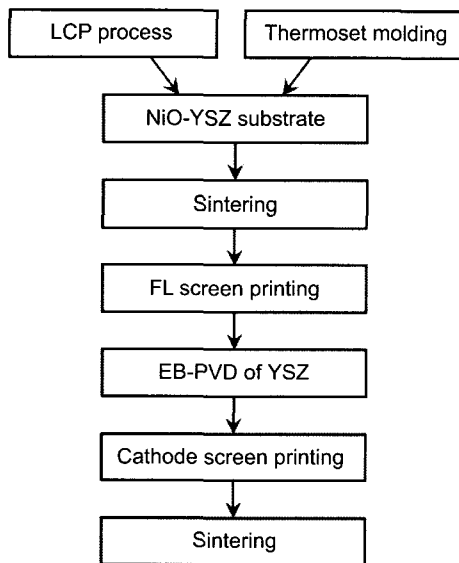 LCP process
Thermoset molding
NiO-YSZ substrate
Sintering
FL screen printing
EB-PVD of YSZ
Cathode screen printing
Sintering